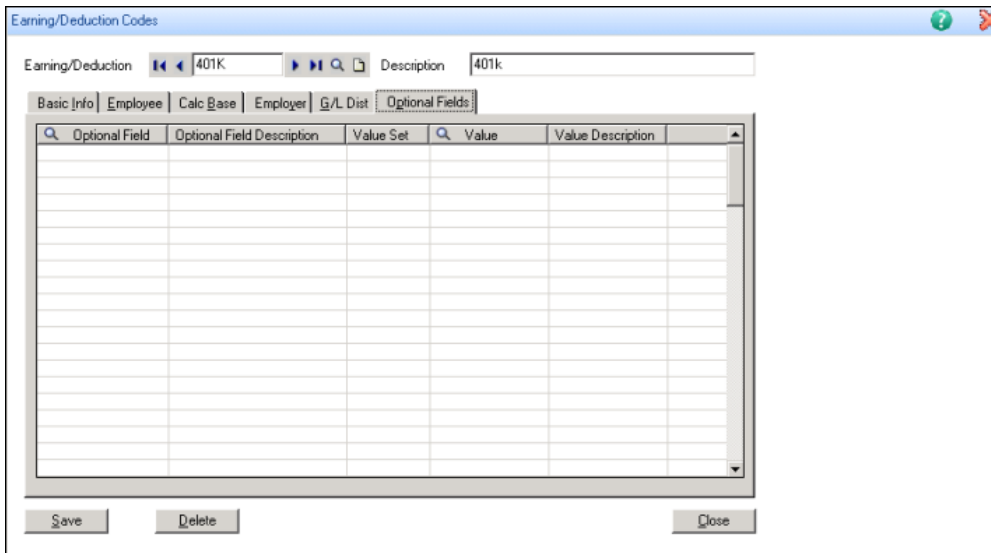 Earning/Deduction Codes
Earning/Deduction 401K Description 401k
Basic Info Employee Calc Base Employer G/L Dist Optional Fields
Optional Field Optional Field Description Value Set Value Value Description
Save Delete Close